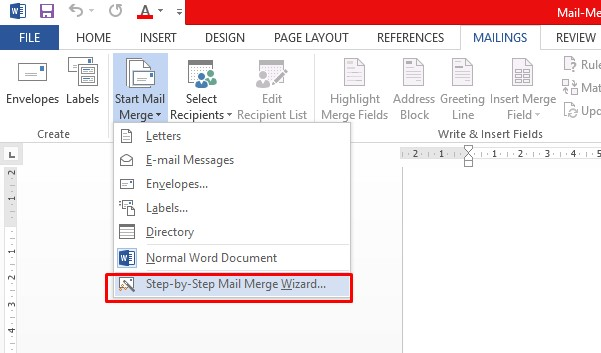 Mail-Me
FILE HOME INSERT DESIGN PAGE LAYOUT REFERENCES MAILINGS REVIEW
Envelopes Labels
Start Mail
Merge
Select
Recipients
Edit
Recipient List
Highlight
Merge Fields
Address
Block
Greeting
Line
Insert Merge
Field
Rule
Mat
Upd
Create
Write & Insert Fields
Letters
E-mail Messages
Envelopes...
Labels...
Directory
Normal Word Document
Step-by-Step Mail Merge Wizard...
2 1 1 2 3 4 5
2 1 1 2 3 4